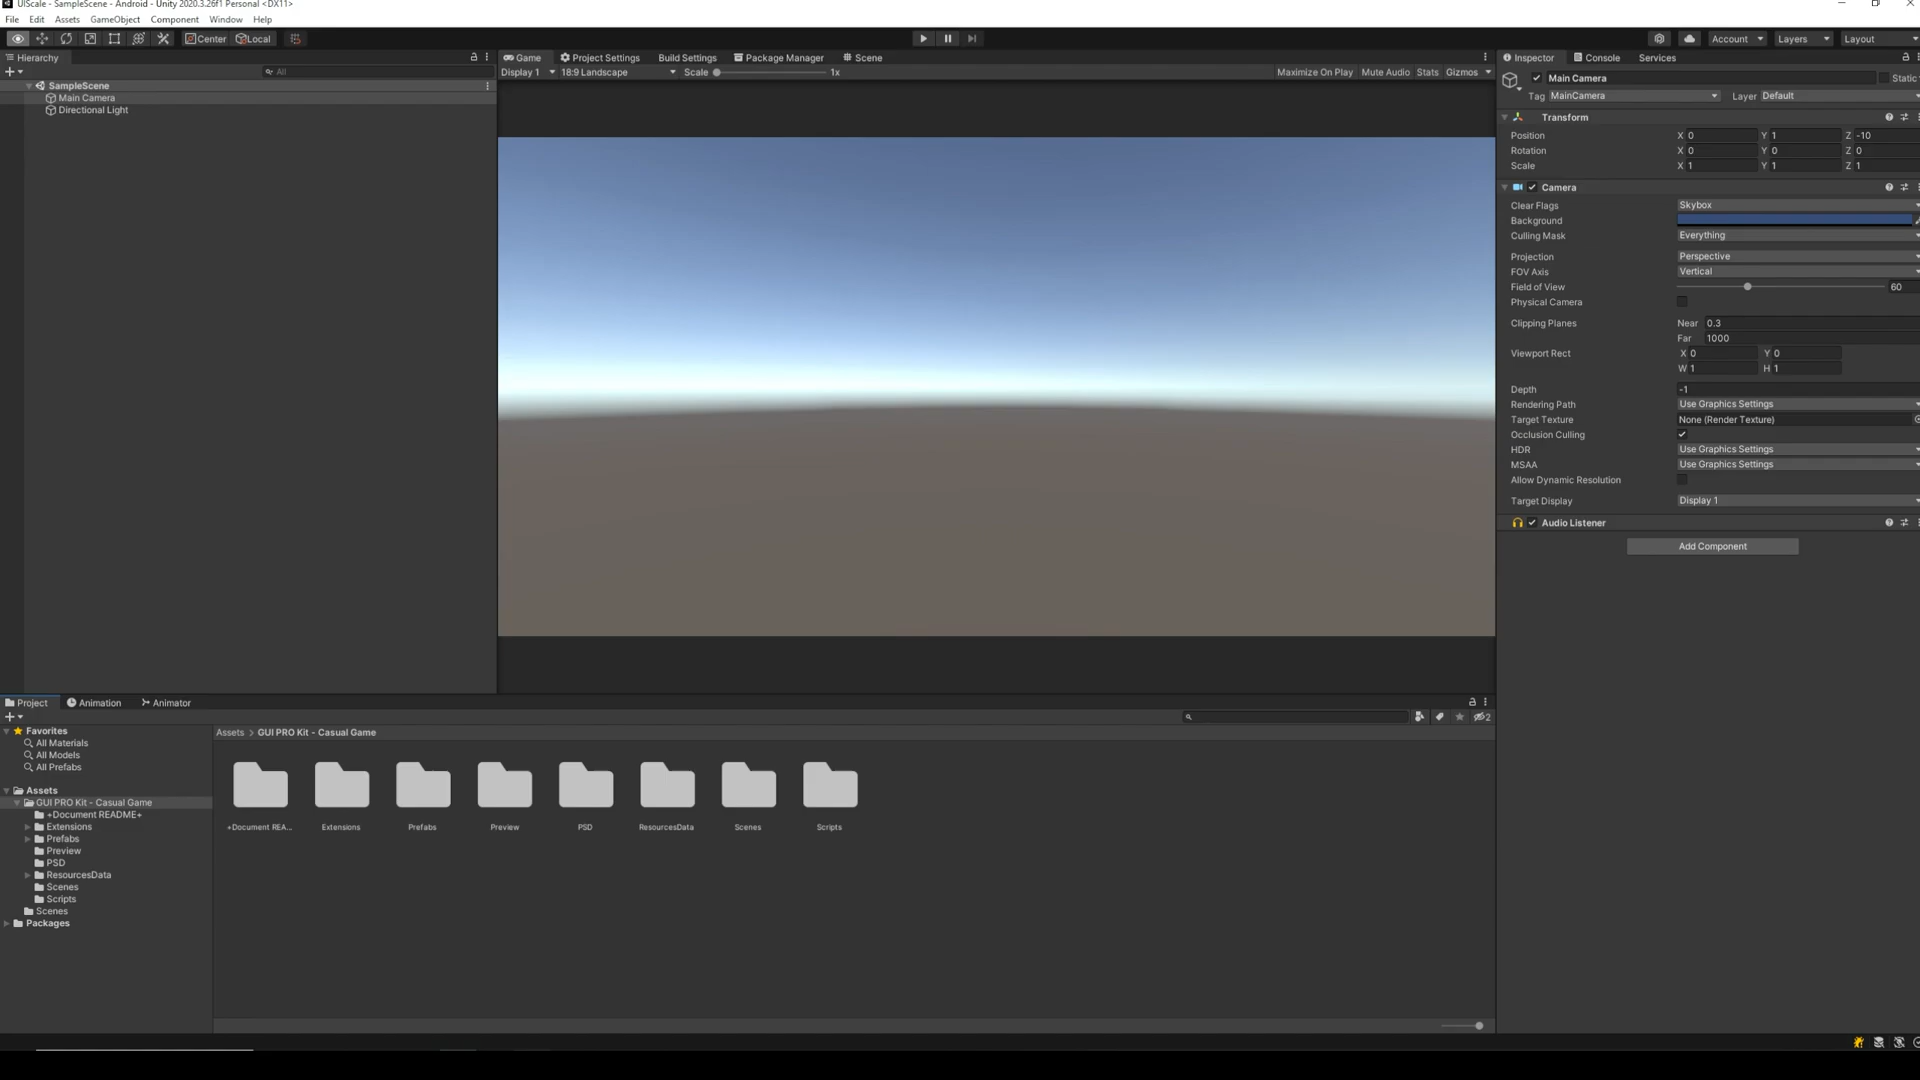 UIScale - SampleScene - Android - Unity 2020.3.26f1 Personal <DX11>
File Edit Assets GameObject Component Window Help
Center Local
Account Layers Layout
Hierarchy
All
SampleScene
Main Camera
Directional Light
Game Project Settings Build Settings Package Manager Scene
Display 1 18:9 Landscape Scale 1x Maximize On Play Mute Audio Stats Gizmos
Inspector Console Services
Main Camera Static
Tag MainCamera Layer Default
Transform
Position X 0 Y 1 Z -10
Rotation X 0 Y 0 Z 0
Scale X 1 Y 1 Z 1
Camera
Clear Flags Skybox
Background
Culling Mask Everything
Projection Perspective
FOV Axis Vertical
Field of View 60
Physical Camera
Clipping Planes Near 0.3
Far 1000
Viewport Rect X 0 Y 0
W 1 H 1
Depth -1
Rendering Path Use Graphics Settings
Target Texture None (Render Texture)
Occlusion Culling
HDR Use Graphics Settings
MSAA Use Graphics Settings
Allow Dynamic Resolution
Target Display Display 1
Audio Listener
Add Component
Project Animation Animator
2
Favorites
All Materials
All Models
All Prefabs
Assets
GUI PRO Kit - Casual Game
+Document README+
Extensions
Prefabs
Preview
PSD
ResourcesData
Scenes
Scripts
Scenes
Packages
Assets > GUI PRO Kit - Casual Game
+Document REA... Extensions Prefabs Preview PSD ResourcesData Scenes Scripts